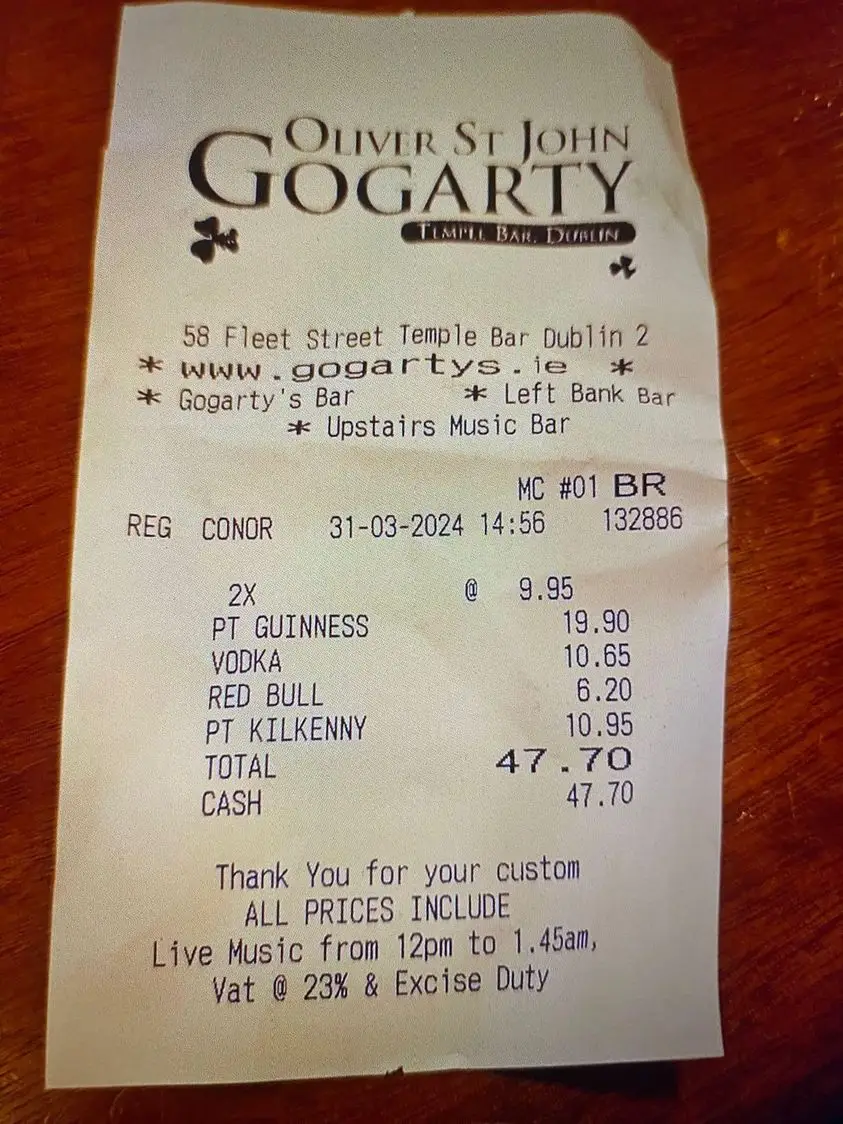 OLIVER ST JOHN
GOGARTY
TEMPLE BAR, DUBLIN
58 Fleet Street Temple Bar Dublin 2
* www.gogartys.ie *
* Gogarty's Bar * Left Bank Bar
* Upstairs Music Bar
MC #01 BR
REG CONOR 31-03-2024 14:56 132886
2X @ 9.95
PT GUINNESS 19.90
VODKA 10.65
RED BULL 6.20
PT KILKENNY 10.95
TOTAL 47.70
CASH 47.70
Thank You for your custom
ALL PRICES INCLUDE
Live Music from 12pm to 1.45am,
Vat @ 23% & Excise Duty